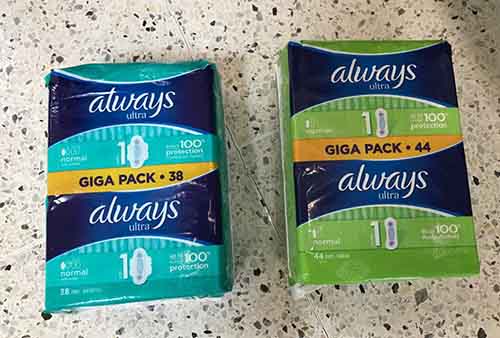 always
ultra
normal
1
100%
protection
GIGA PACK • 38
always
ultra
normal
1
100%
protection
38
always
ultra
1
100%
protection
GIGA PACK • 44
always
ultra
normal
1
100%
44